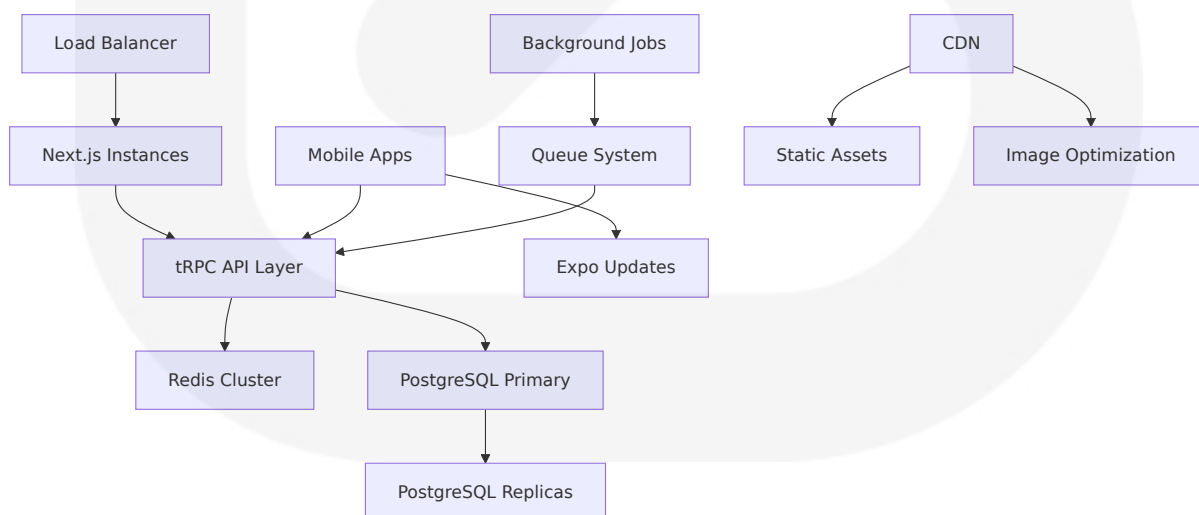 Load Balancer
Background Jobs
CDN
Next.js Instances
Mobile Apps
Queue System
Static Assets
Image Optimization
tRPC API Layer
Expo Updates
Redis Cluster
PostgreSQL Primary
PostgreSQL Replicas